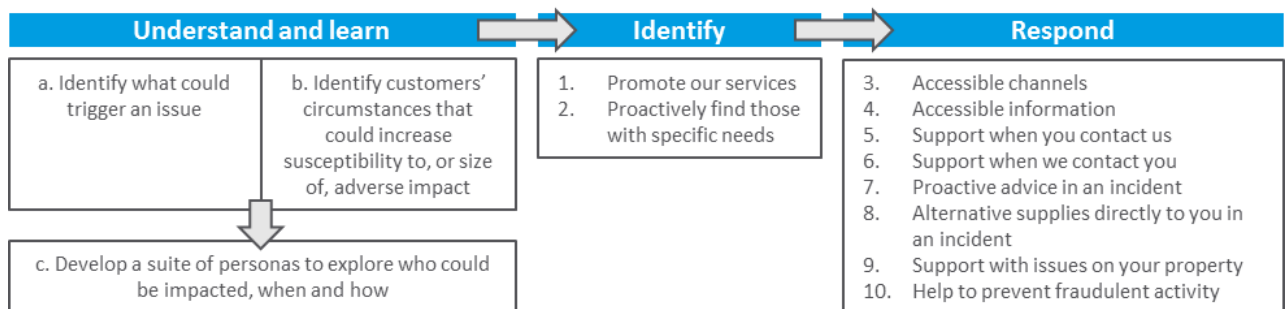 Understand and learn
Identify
Respond
a. Identify what could
trigger an issue
b. Identify customers’
circumstances that
could increase
susceptibility to, or size
of, adverse impact
c. Develop a suite of personas to explore who could
be impacted, when and how
1. Promote our services
2. Proactively find those
with specific needs
3. Accessible channels
4. Accessible information
5. Support when you contact us
6. Support when we contact you
7. Proactive advice in an incident
8. Alternative supplies directly to you in
an incident
9. Support with issues on your property
10. Help to prevent fraudulent activity